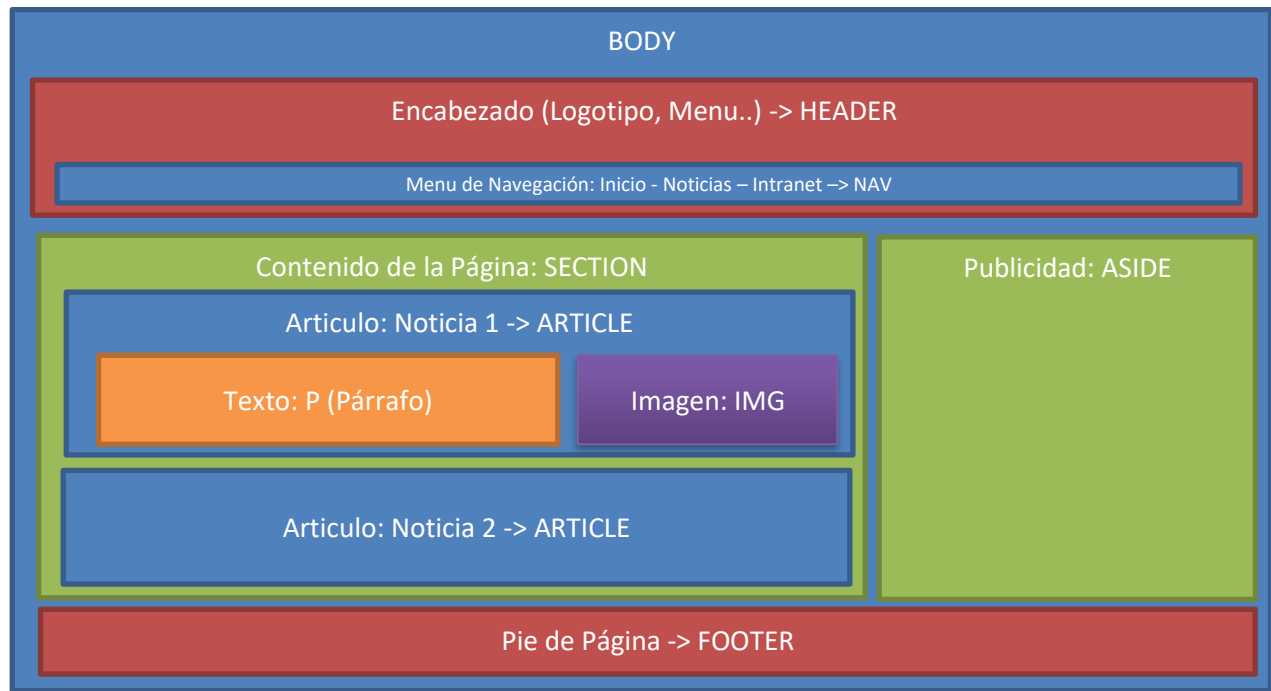 BODY
Encabezado (Logotipo, Menu..) -> HEADER
Menu de Navegación: Inicio - Noticias – Intranet –> NAV
Contenido de la Página: SECTION
Articulo: Noticia 1 -> ARTICLE
Texto: P (Párrafo)
Imagen: IMG
Articulo: Noticia 2 -> ARTICLE
Publicidad: ASIDE
Pie de Página -> FOOTER